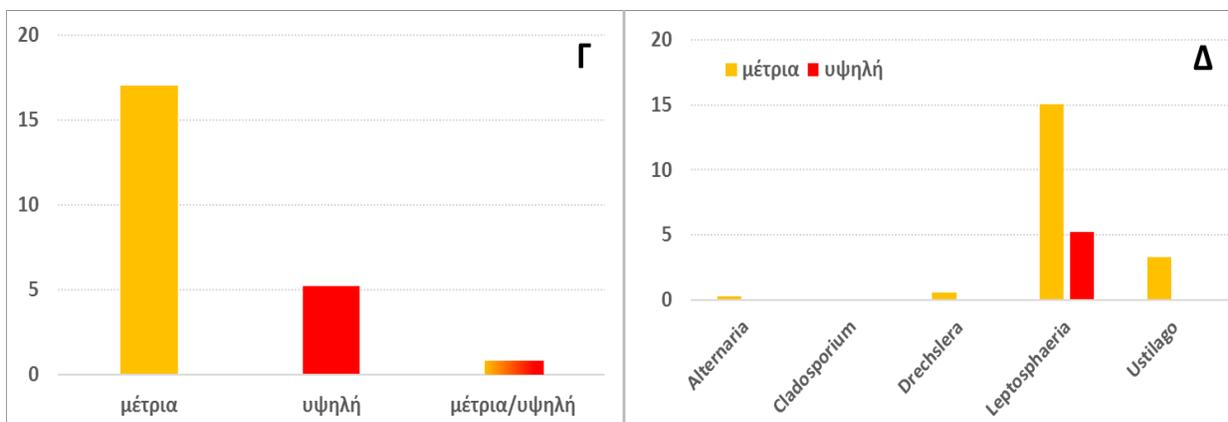 Γ
20
15
10
5
0
μέτρια
υψηλή
μέτρια/υψηλή
Δ
μέτρια υψηλή
20
15
10
5
0
Alternaria
Cladosporium
Drechslera
Leptosphaeria
Ustilago